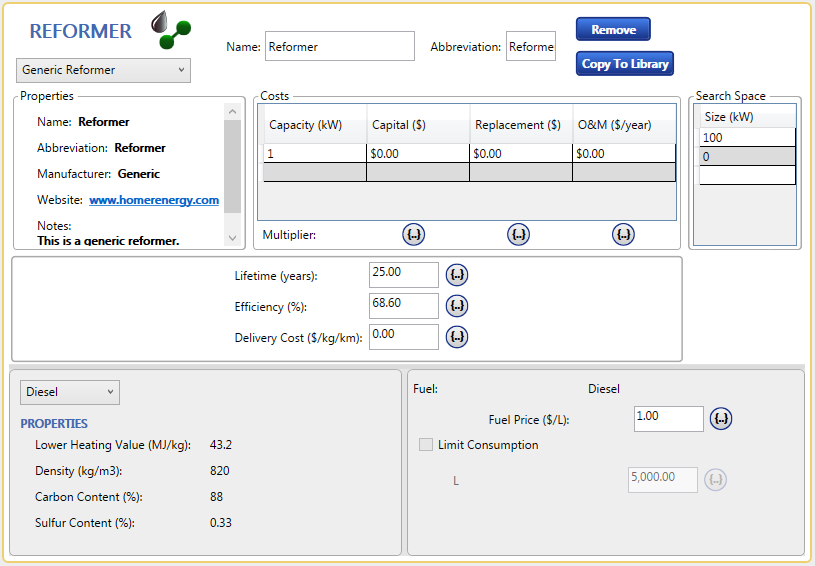 REFORMER
Name: Reformer
Abbreviation: Reformer
Remove
Copy To Library
Generic Reformer
Properties
Name: Reformer
Abbreviation: Reformer
Manufacturer: Generic
Website: www.homerenergy.com
Notes:
This is a generic reformer.
Costs
Capacity (kW) Capital ($) Replacement ($) O&M ($/year)
1 $0.00 $0.00 $0.00
Multiplier: {..} {..} {..}
Search Space
Size (kW)
100
0
Lifetime (years): 25.00 {..}
Efficiency (%): 68.60 {..}
Delivery Cost ($/kg/km): 0.00 {..}
Diesel
PROPERTIES
Lower Heating Value (MJ/kg): 43.2
Density (kg/m3): 820
Carbon Content (%): 88
Sulfur Content (%): 0.33
Fuel: Diesel
Fuel Price ($/L): 1.00 {..}
Limit Consumption
L 5,000.00 {..}